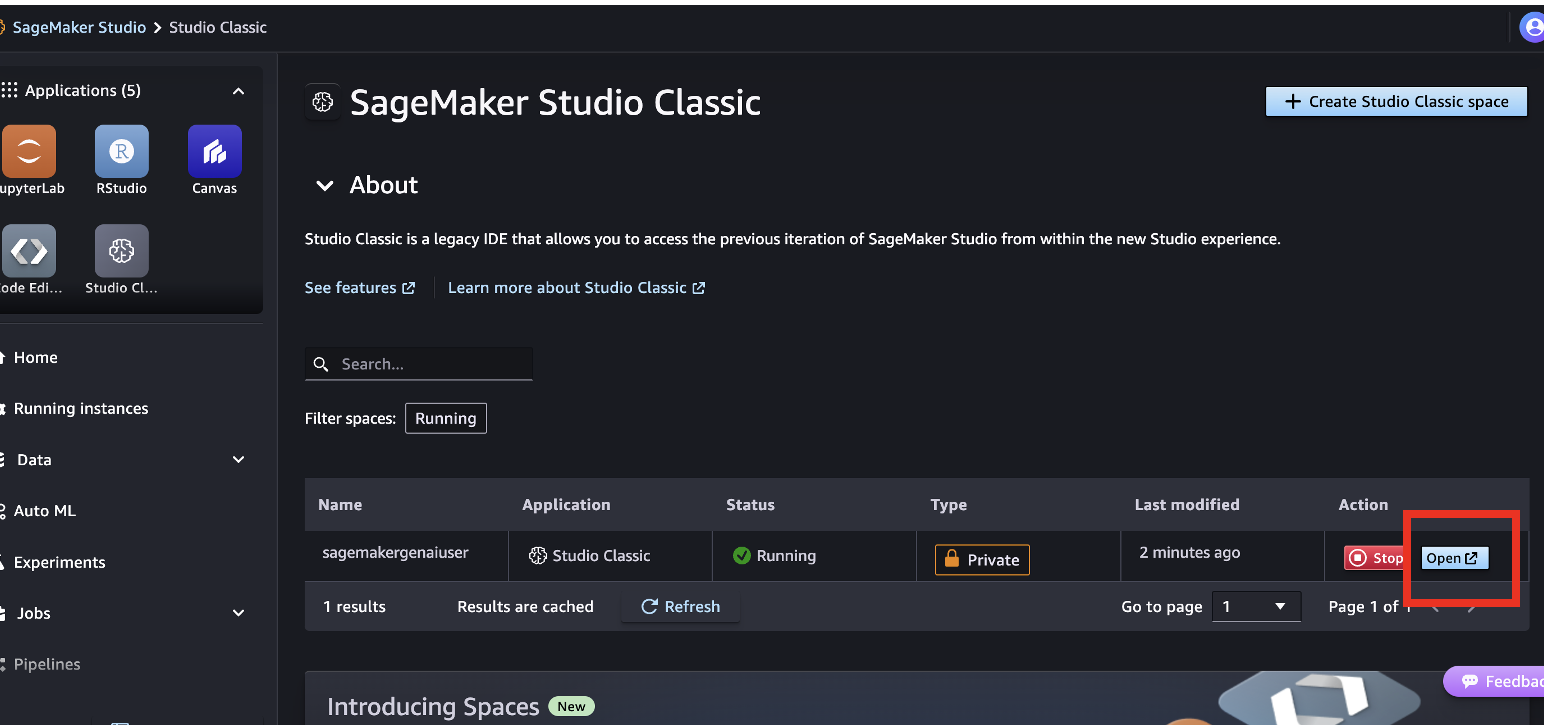 SageMaker Studio > Studio Classic
Applications (5)
upyterLab
RStudio
Canvas
ode Edi...
Studio Cl...
Home
Running instances
Data
Auto ML
Experiments
Jobs
Pipelines
SageMaker Studio Classic
+ Create Studio Classic space
About
Studio Classic is a legacy IDE that allows you to access the previous iteration of SageMaker Studio from within the new Studio experience.
See features
Learn more about Studio Classic
Search...
Filter spaces: Running
Name Application Status Type Last modified Action
sagemakergenaiuser Studio Classic Running Private 2 minutes ago Stop Open
1 results Results are cached Refresh Go to page 1 Page 1 of 1
Introducing Spaces New
Feedbac